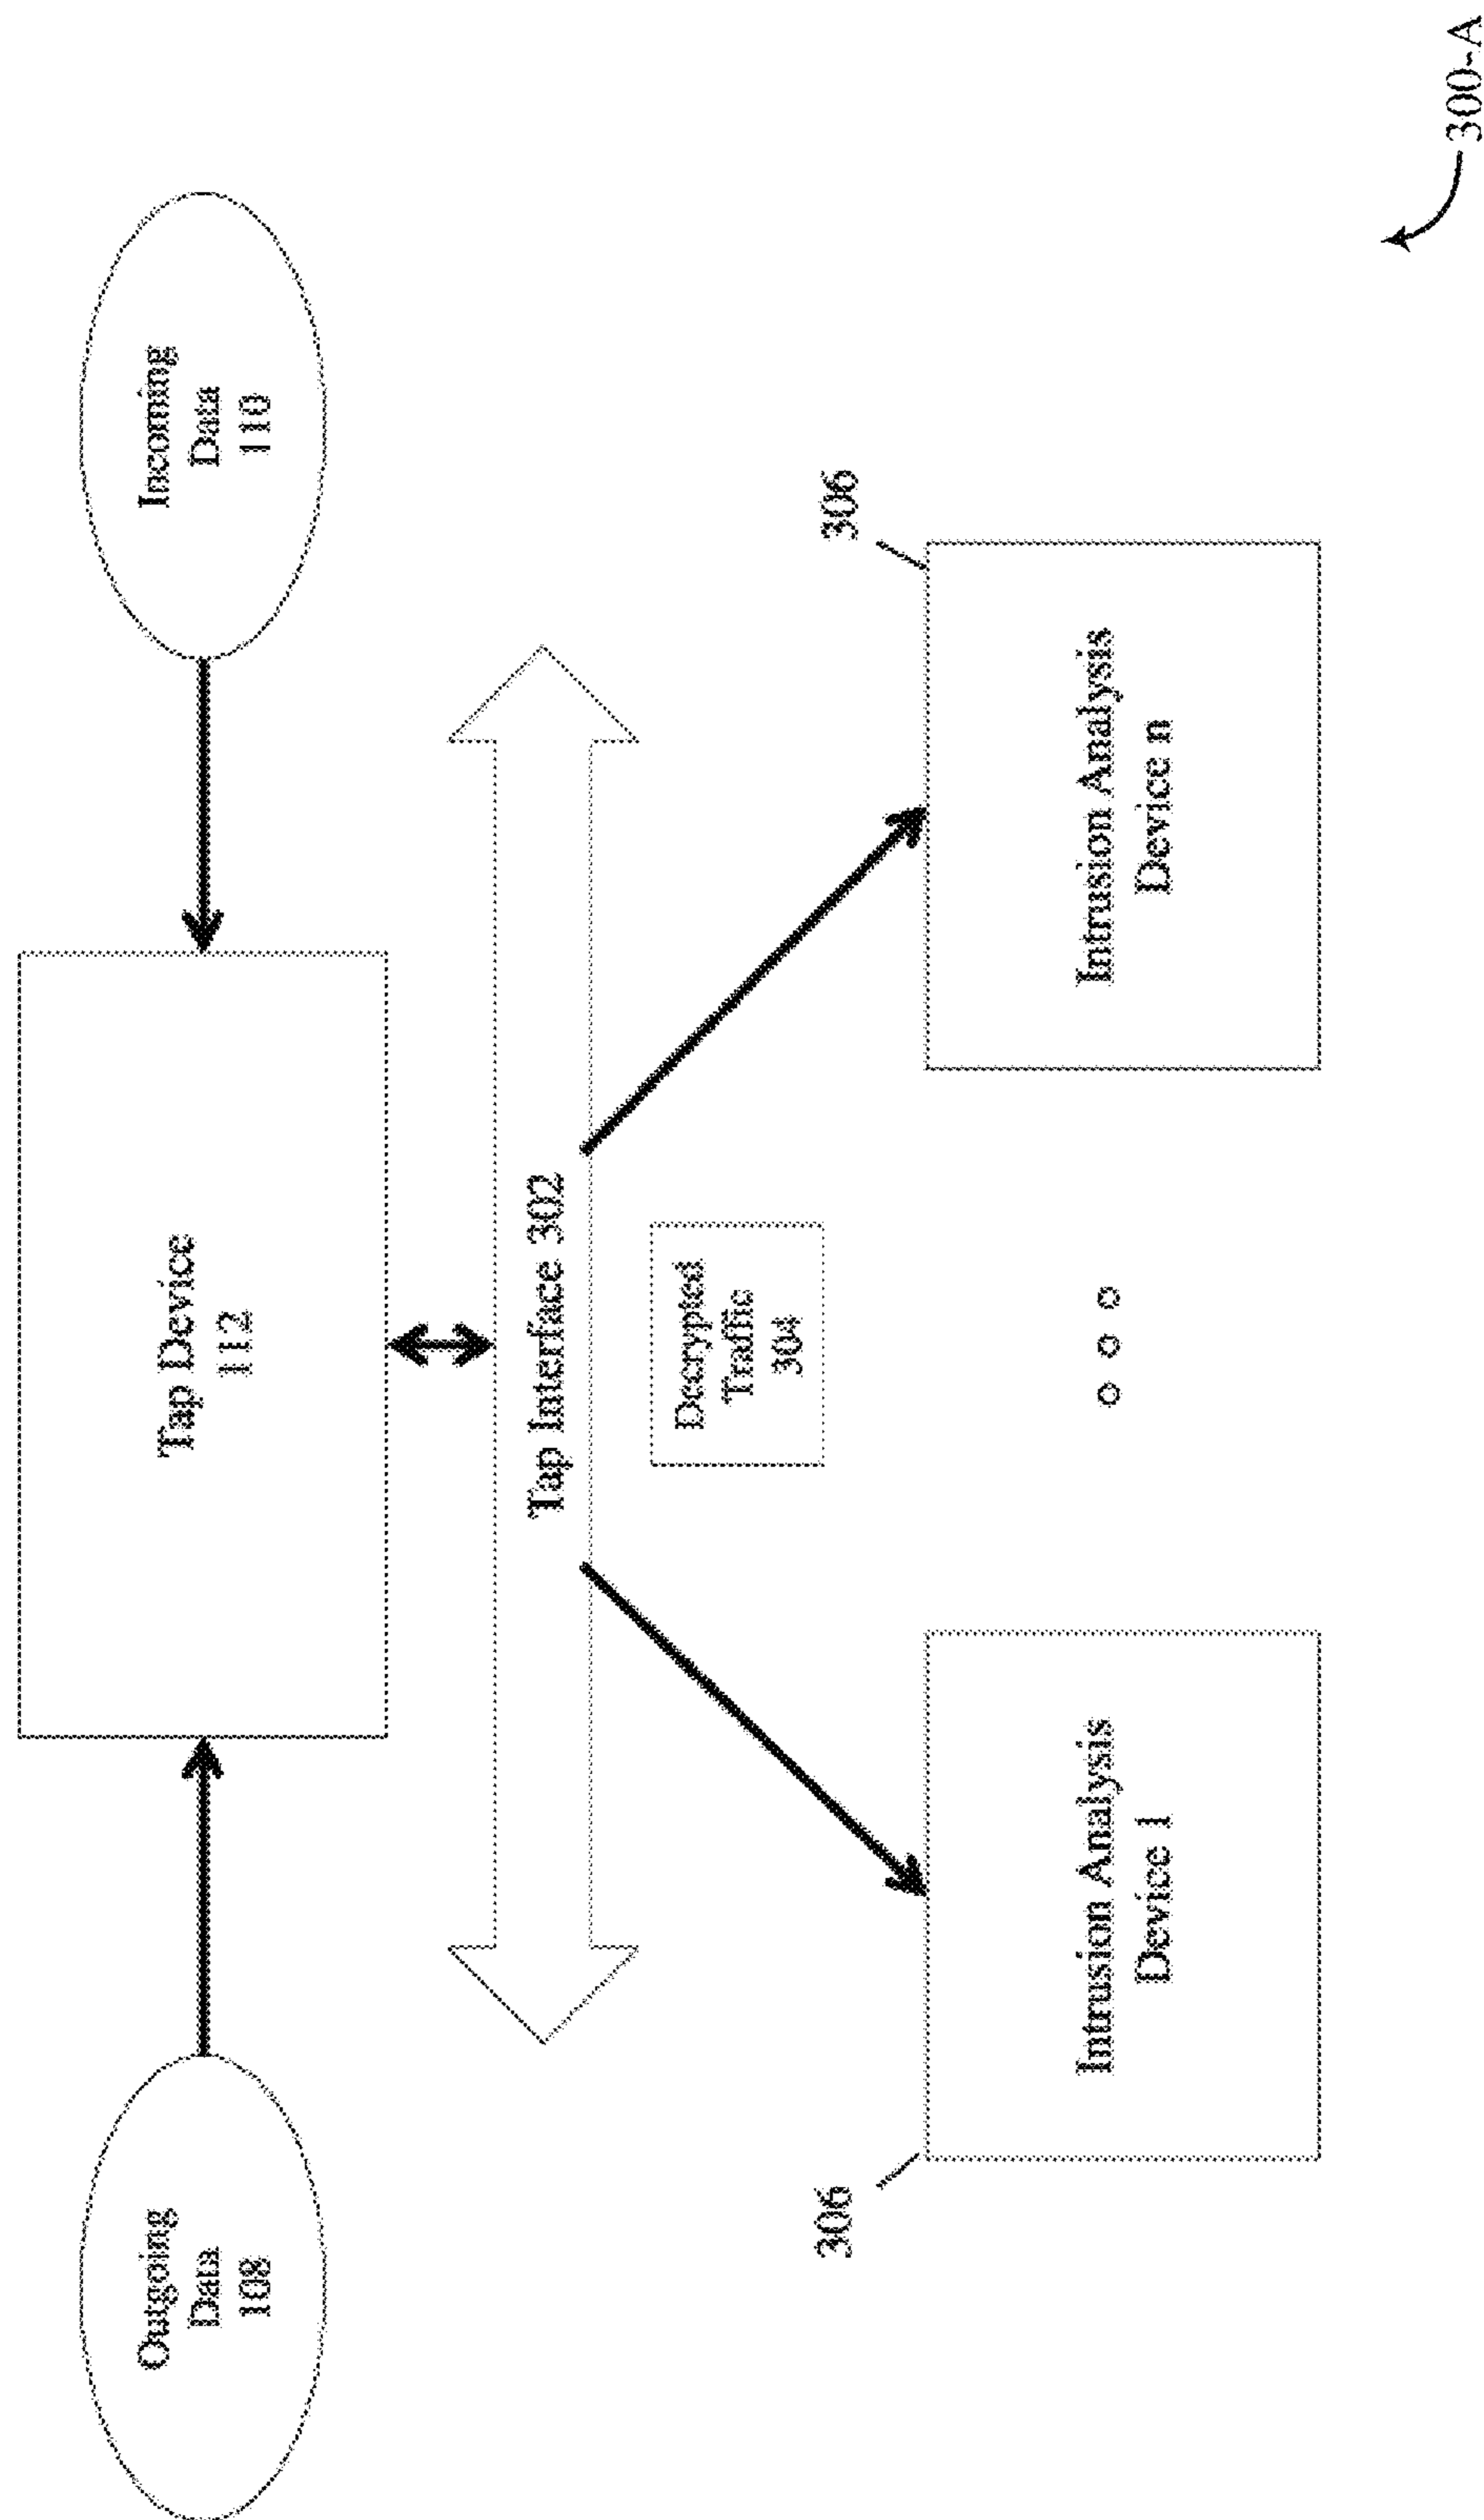 Outgoing
Data
108
Tap Device
112
Incoming
Data
110
Tap Interface 302
Decrypted
Traffic
304
306
Intrusion Analysis
Device 1
306
Intrusion Analysis
Device n
300-A